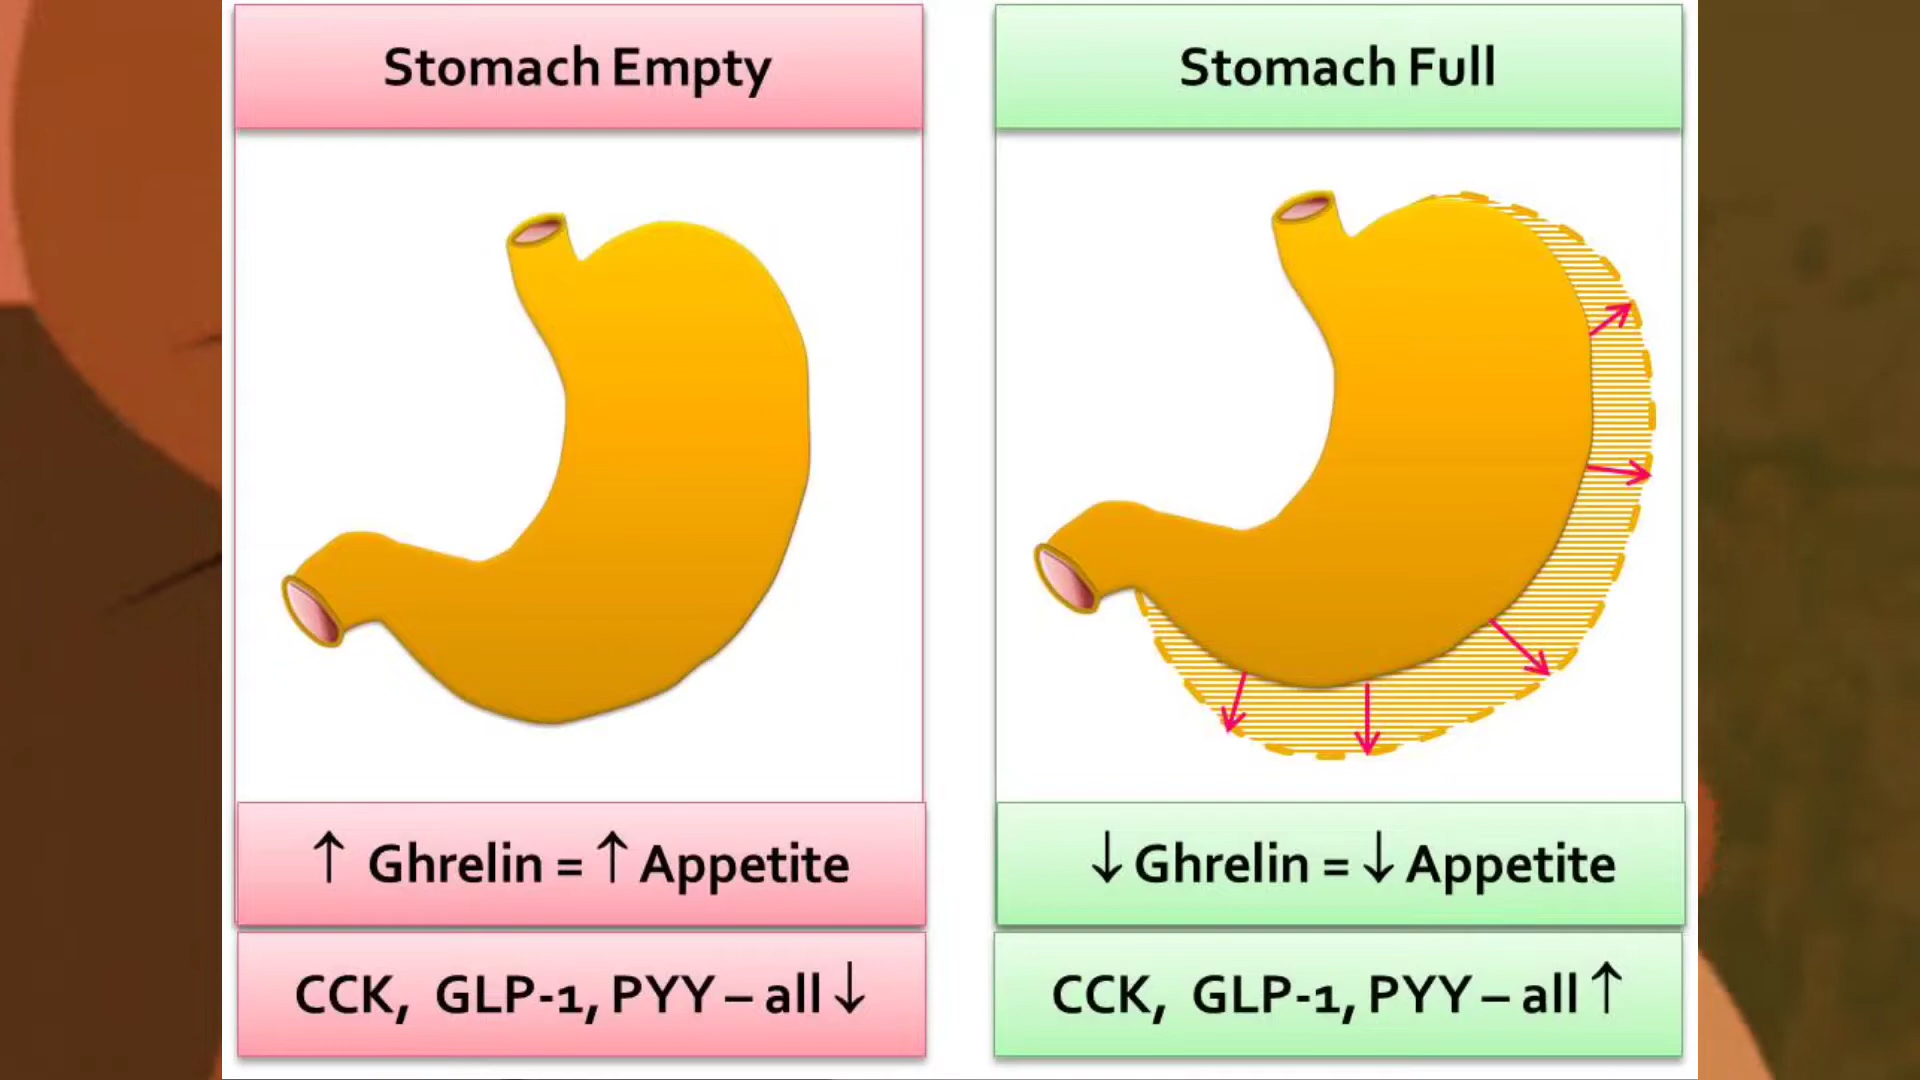 Stomach Empty
↑ Ghrelin = ↑ Appetite
CCK, GLP-1, PYY – all ↓
Stomach Full
↓ Ghrelin = ↓ Appetite
CCK, GLP-1, PYY – all ↑